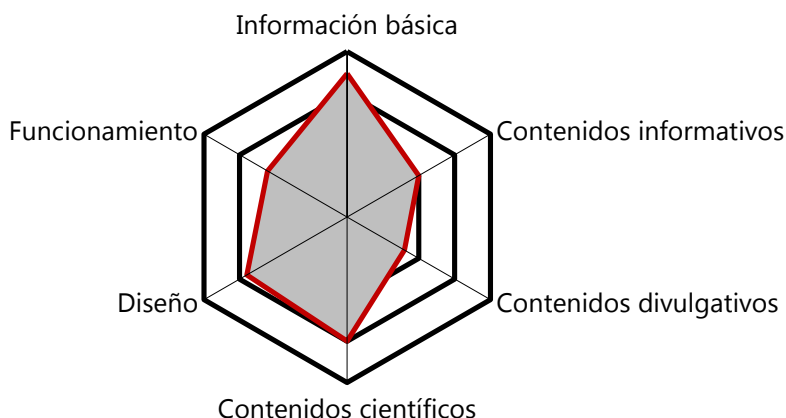 Información básica
Funcionamiento
Contenidos informativos
Diseño
Contenidos divulgativos
Contenidos científicos